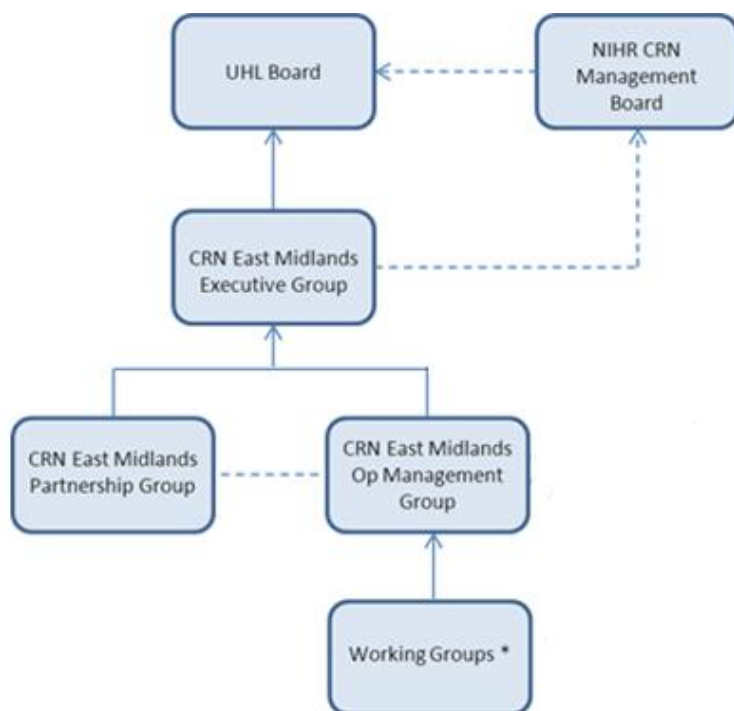 UHL Board
NIHR CRN
Management
Board
CRN East Midlands
Executive Group
CRN East Midlands
Partnership Group
CRN East Midlands
Op Management
Group
Working Groups *